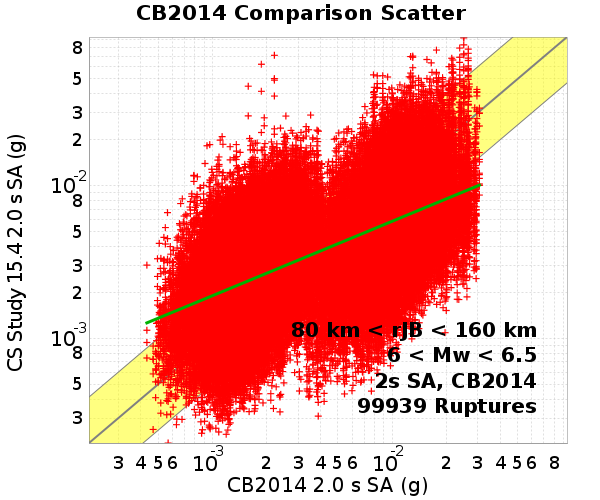 CB2014 Comparison Scatter
8
5
3
2
10-2
8
5
3
2
10-3
8
5
3
CS Study 15.4 2.0 s SA (g)
80 km < rJB < 160 km
6 < Mw < 6.5
2s SA, CB2014
99939 Ruptures
3 4 5 6 10-3 2 3 4 5 6 10-2 2 3 4 5 6 8
CB2014 2.0 s SA (g)